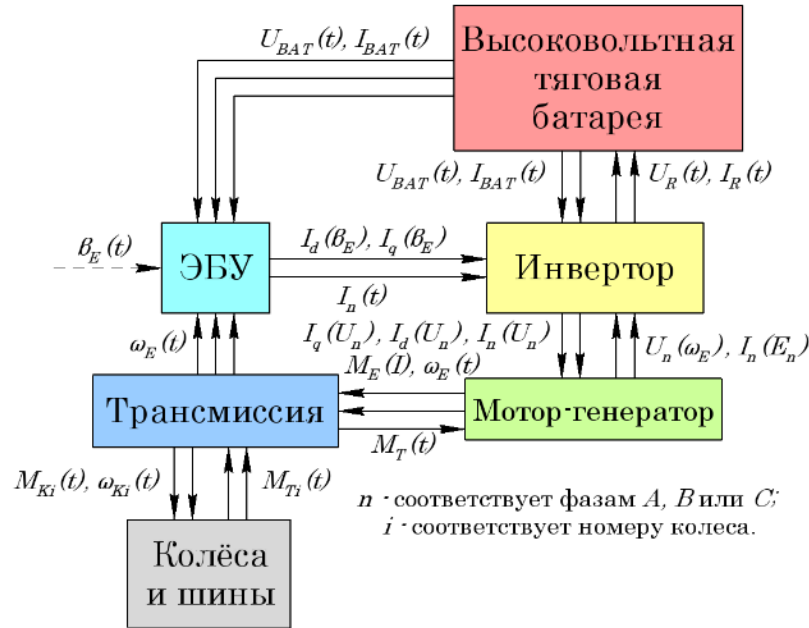 U_BAT(t), I_BAT(t)
Высоковольтная
тяговая
батарея
U_BAT(t), I_BAT(t)
U_R(t), I_R(t)
β_E(t)
ЭБУ
I_d(β_E), I_q(β_E)
I_n(t)
Инвертор
ω_E(t)
I_q(U_n), I_d(U_n), I_n(U_n)
M_E(I), ω_E(t)
U_n(ω_E), I_n(E_n)
Трансмиссия
M_T(t)
Мотор-генератор
M_Ki(t), ω_Ki(t)
M_Ti(t)
n - соответствует фазам A, B или C;
i - соответствует номеру колеса.
Колёса
и шины